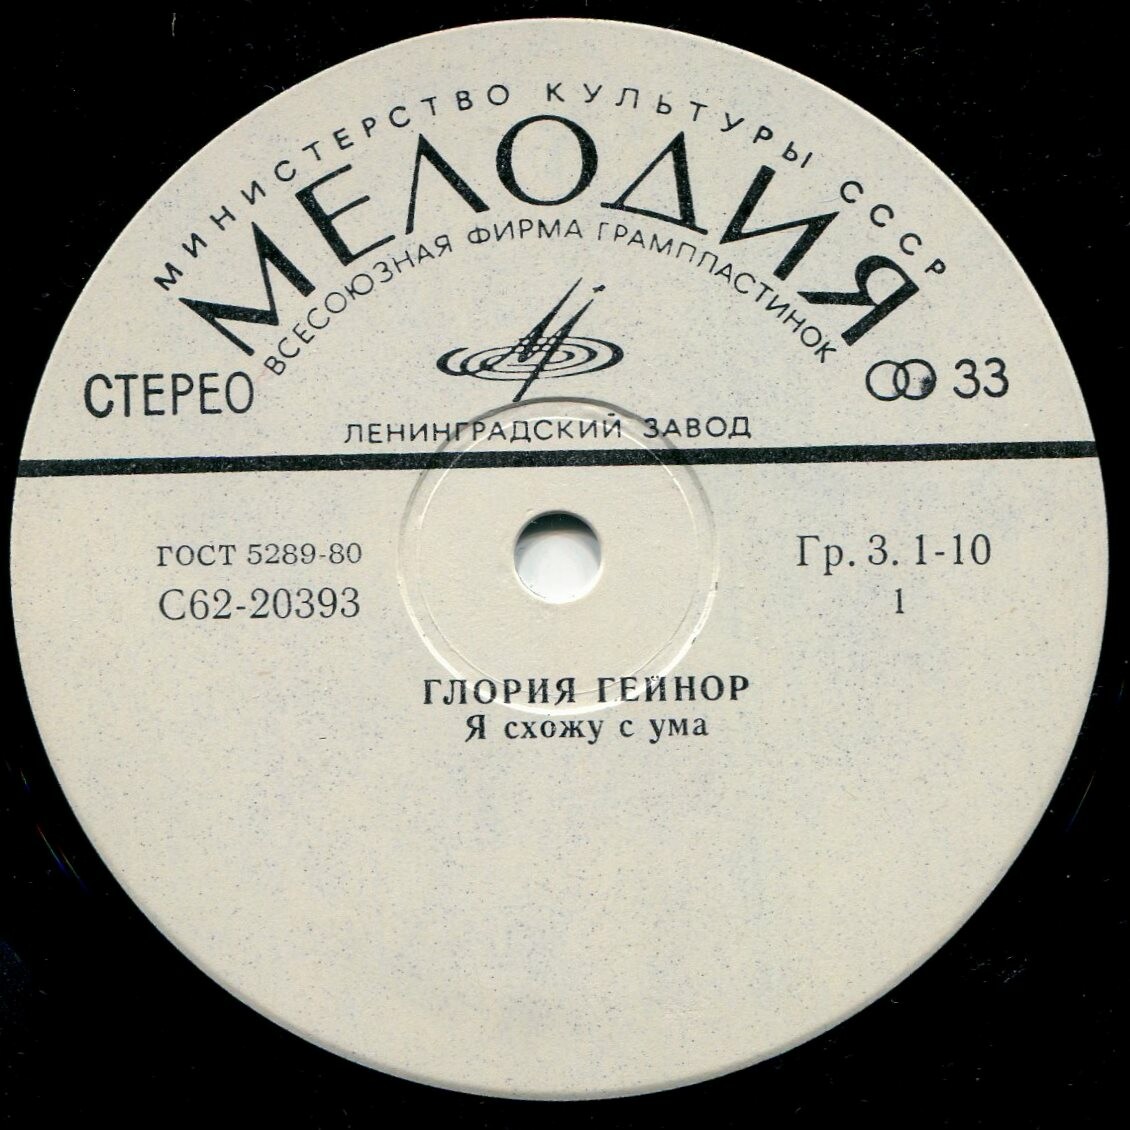 МИНИСТЕРСТВО КУЛЬТУРЫ СССР
МЕЛОДИЯ
ВСЕСОЮЗНАЯ ФИРМА ГРАМПЛАСТИНОК
СТЕРЕО
33
ЛЕНИНГРАДСКИЙ ЗАВОД
ГОСТ 5289-80
Гр. 3. 1-10
С62-20393
1
ГЛОРИЯ ГЕЙНОР
Я схожу с ума